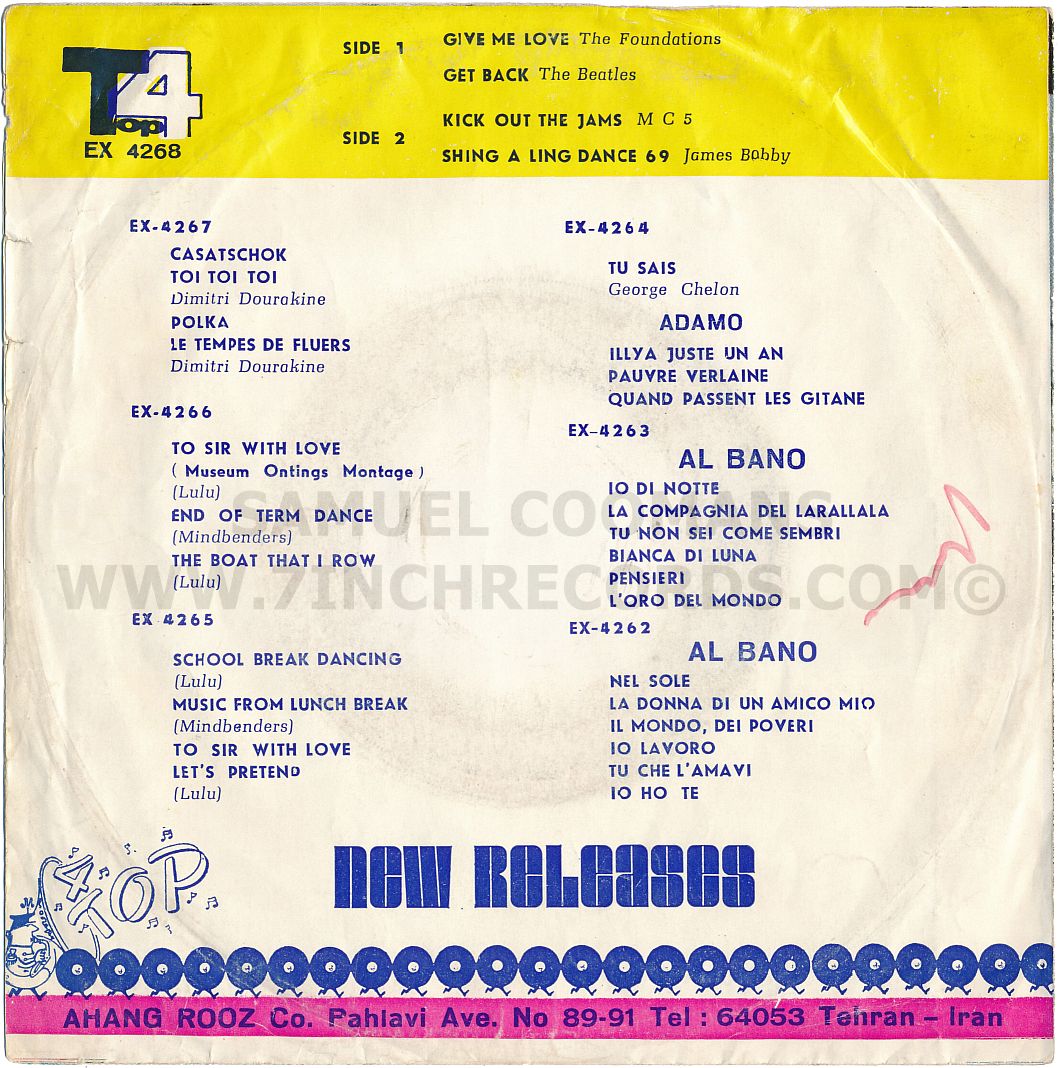 Top 4
EX 4268
SIDE 1
GIVE ME LOVE The Foundations
GET BACK The Beatles
SIDE 2
KICK OUT THE JAMS M C 5
SHING A LING DANCE 69 James Bobby
EX-4267
CASATSCHOK
TOI TOI TOI
Dimitri Dourakine
POLKA
LE TEMPES DE FLUERS
Dimitri Dourakine
EX-4266
TO SIR WITH LOVE
( Museum Ontings Montage )
(Lulu)
END OF TERM DANCE
(Mindbenders)
THE BOAT THAT I ROW
(Lulu)
EX 4265
SCHOOL BREAK DANCING
(Lulu)
MUSIC FROM LUNCH BREAK
(Mindbenders)
TO SIR WITH LOVE
LET'S PRETEND
(Lulu)
EX-4264
TU SAIS
George Chelon
ADAMO
ILLYA JUSTE UN AN
PAUVRE VERLAINE
QUAND PASSENT LES GITANE
EX-4263
AL BANO
IO DI NOTTE
LA COMPAGNIA DEL LARALLALA
TU NON SEI COME SEMBRI
BIANCA DI LUNA
PENSIERI
L'ORO DEL MONDO
EX-4262
AL BANO
NEL SOLE
LA DONNA DI UN AMICO MIO
IL MONDO, DEI POVERI
IO LAVORO
TU CHE L'AMAVI
IO HO TE
SAMUEL COOMANS
WWW.7INCHRECORDS.COM©
4 TOP
NEW RELEASES
AHANG ROOZ Co. Pahlavi Ave. No 89-91 Tel : 64053 Tehran – Iran